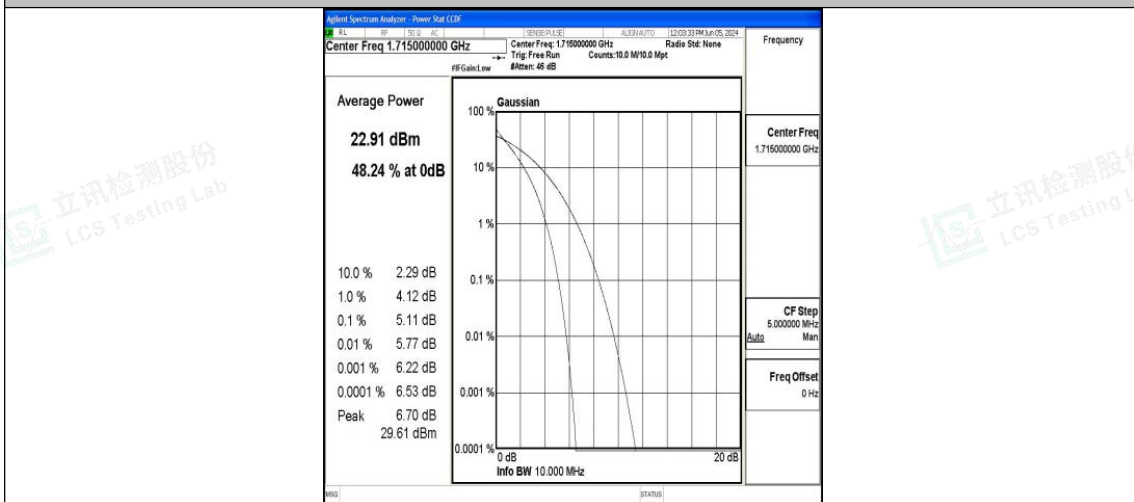 Agilent Spectrum Analyzer - Power Stat CCDF
RL RF 50 Ω AC SENSE:PULSE ALIGN AUTO 12:03:33 PM Jun 05, 2024
Center Freq 1.715000000 GHz
Center Freq: 1.715000000 GHz Radio Std: None
Trig: Free Run Counts:10.0 M/10.0 Mpt
#IFGain:Low #Atten: 46 dB
Average Power
22.91 dBm
48.24 % at 0dB
10.0 % 2.29 dB
1.0 % 4.12 dB
0.1 % 5.11 dB
0.01 % 5.77 dB
0.001 % 6.22 dB
0.0001 % 6.53 dB
Peak 6.70 dB
29.61 dBm
Gaussian
100 %
10 %
1 %
0.1 %
0.01 %
0.001 %
0.0001 %
0 dB 20 dB
Info BW 10.000 MHz
Frequency
Center Freq
1.715000000 GHz
CF Step
5.000000 MHz
Auto Man
Freq Offset
0 Hz
MSG STATUS
立讯检测股份
LCS Testing Lab
立讯检测股份
LCS Testing L